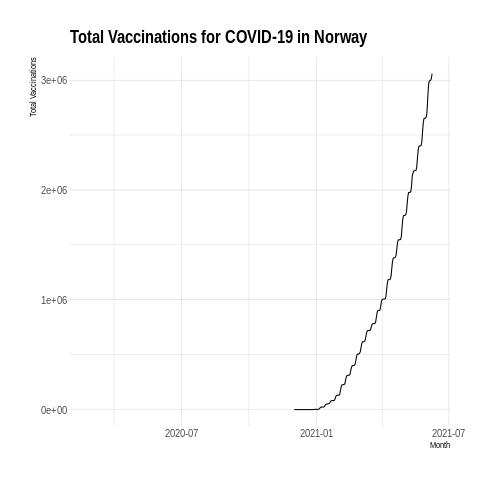 Total Vaccinations for COVID-19 in Norway
Total Vaccinations
3e+06
2e+06
1e+06
0e+00
2020-07
2021-01
2021-07
Month